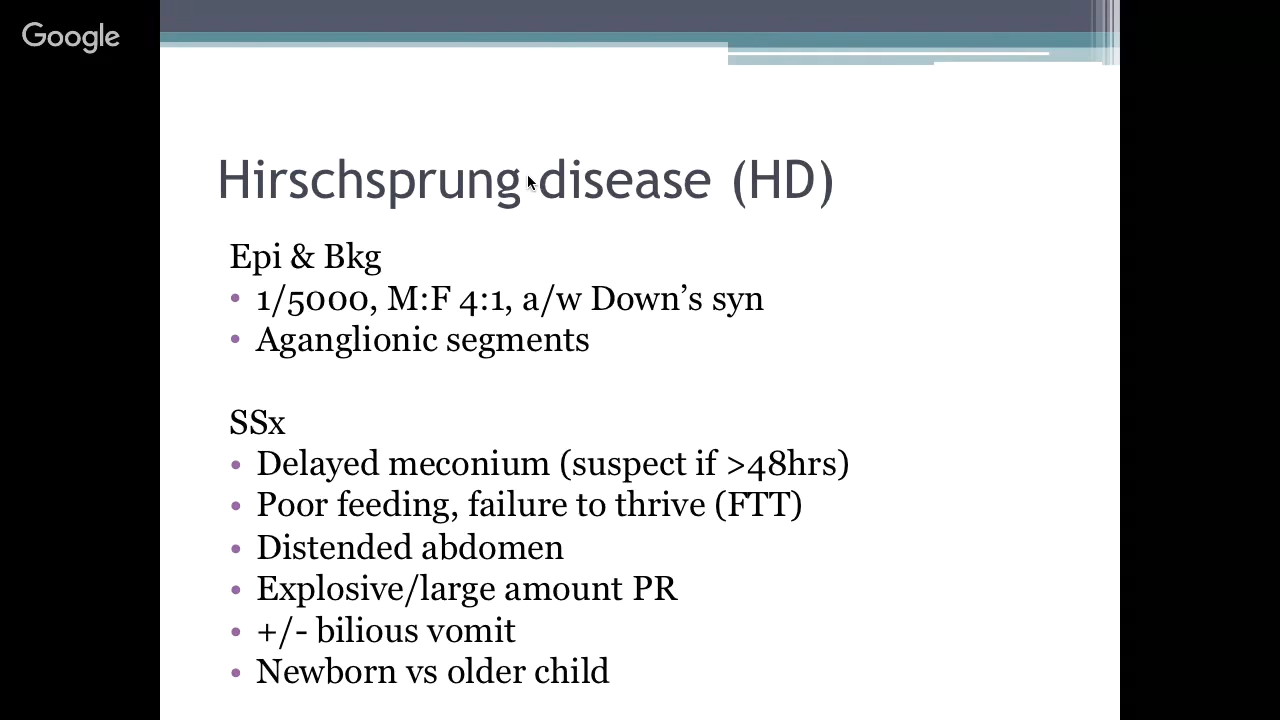 Google
Hirschsprung disease (HD)
Epi & Bkg
• 1/5000, M:F 4:1, a/w Down’s syn
• Aganglionic segments
SSx
• Delayed meconium (suspect if >48hrs)
• Poor feeding, failure to thrive (FTT)
• Distended abdomen
• Explosive/large amount PR
• +/- bilious vomit
• Newborn vs older child